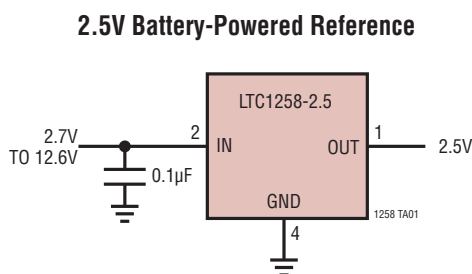 2.5V Battery-Powered Reference
LTC1258-2.5
2.7V
TO 12.6V
2
IN
OUT
1
2.5V
0.1µF
GND
4
1258 TA01